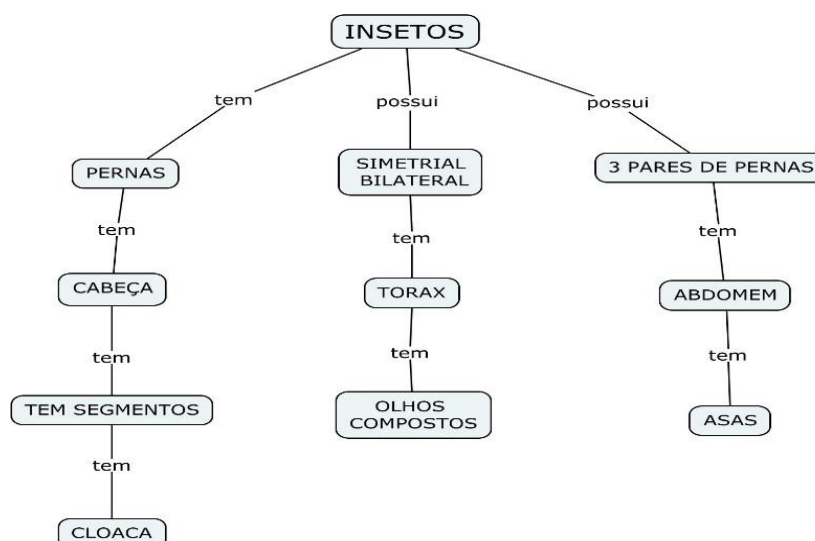 INSETOS
tem
possui
possui
PERNAS
SIMETRIAL
BILATERAL
3 PARES DE PERNAS
tem
tem
tem
CABEÇA
TORAX
ABDOMEM
tem
tem
tem
TEM SEGMENTOS
OLHOS
COMPOSTOS
ASAS
tem
CLOACA